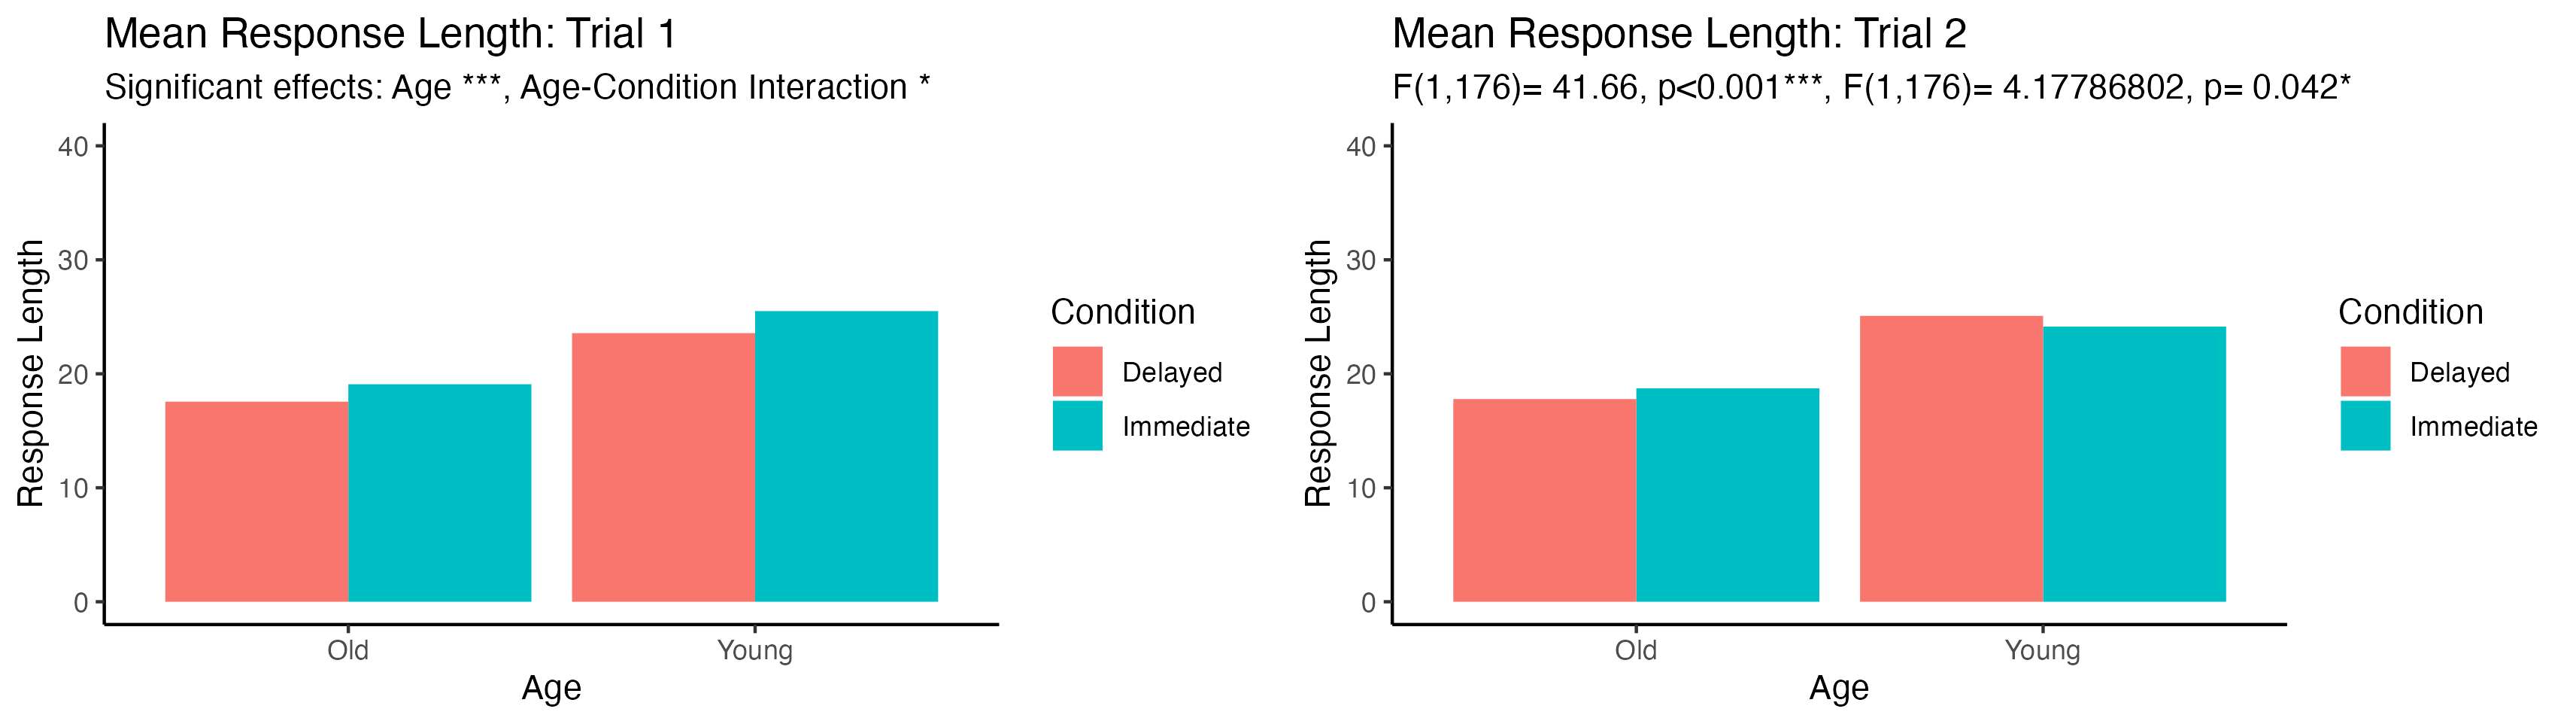 Mean Response Length: Trial 1
Significant effects: Age ***, Age-Condition Interaction *
40
30
20
10
0
Response Length
Old
Young
Age
Condition
Delayed
Immediate
Mean Response Length: Trial 2
F(1,176)= 41.66, p<0.001***, F(1,176)= 4.17786802, p= 0.042*
40
30
20
10
0
Response Length
Old
Young
Age
Condition
Delayed
Immediate